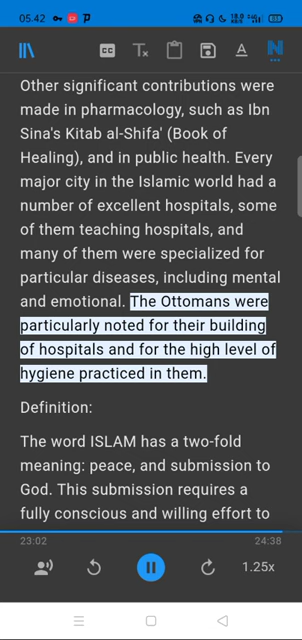 05.42
Other significant contributions were
made in pharmacology, such as Ibn
Sina's Kitab al-Shifa' (Book of
Healing), and in public health. Every
major city in the Islamic world had a
number of excellent hospitals, some
of them teaching hospitals, and
many of them were specialized for
particular diseases, including mental
and emotional. The Ottomans were
particularly noted for their building
of hospitals and for the high level of
hygiene practiced in them.
Definition:
The word ISLAM has a two-fold
meaning: peace, and submission to
God. This submission requires a
fully conscious and willing effort to
23:02 24:38
1.25x